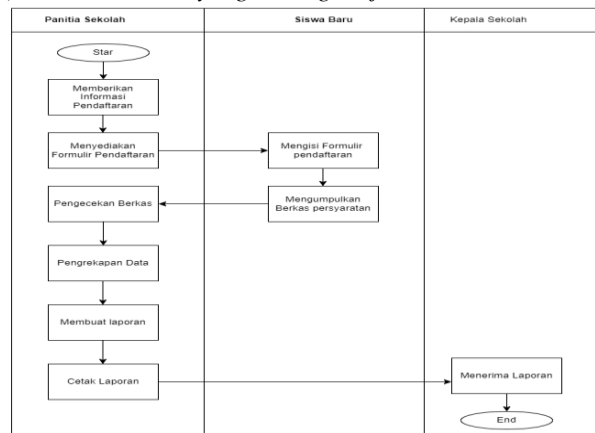 Panitia Sekolah
Siswa Baru
Kepala Sekolah
Star
Memberikan
Informasi
Pendaftaran
Menyediakan
Formulir Pendaftaran
Mengisi Formulir
pendaftaran
Pengecekan Berkas
Mengumpulkan
Berkas persyaratan
Pengrekapan Data
Membuat laporan
Cetak Laporan
Menerima Laporan
End